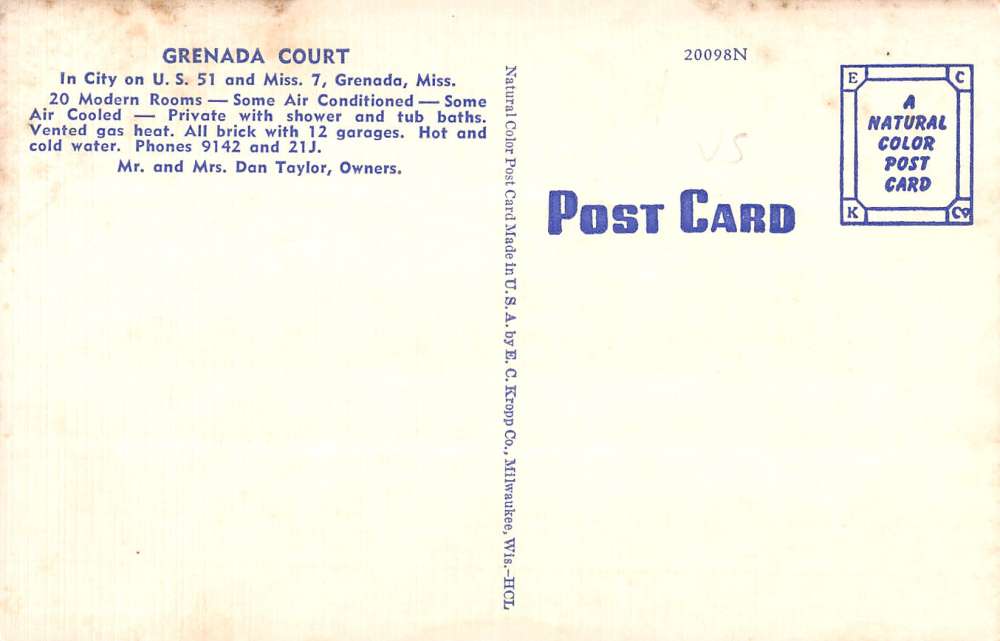 GRENADA COURT
In City on U. S. 51 and Miss. 7, Grenada, Miss.
20 Modern Rooms — Some Air Conditioned — Some
Air Cooled — Private with shower and tub baths.
Vented gas heat. All brick with 12 garages. Hot and
cold water. Phones 9142 and 21J.
Mr. and Mrs. Dan Taylor, Owners.
Natural Color Post Card Made in U. S. A. by E. C. Kropp Co., Milwaukee, Wis.-HCL
20098N
VS
POST CARD
E C
A
NATURAL
COLOR
POST
CARD
K Co